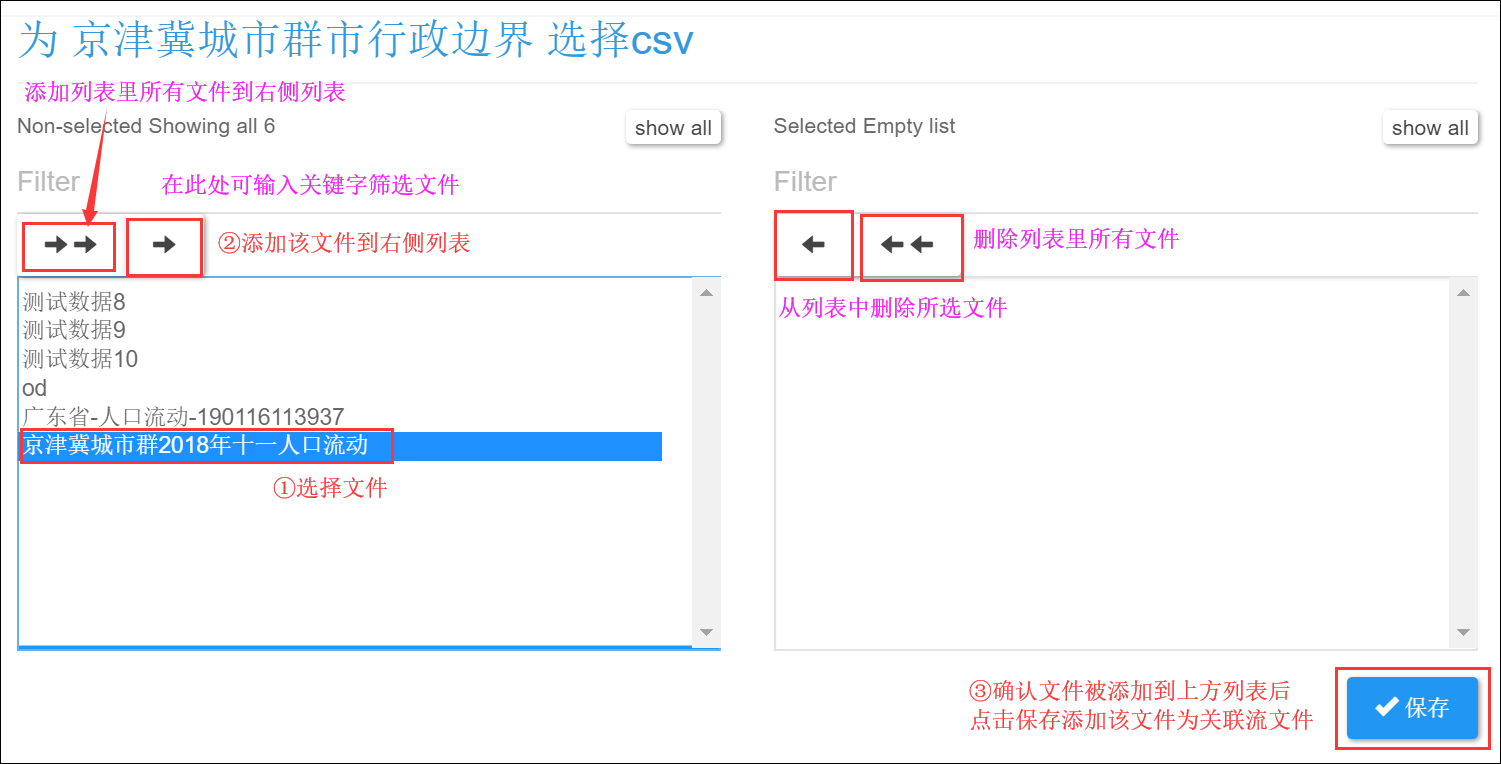 为 京津冀城市群市行政边界 选择csv
添加列表里所有文件到右侧列表
Non-selected Showing all 6
show all
Selected Empty list
show all
Filter
在此处可输入关键字筛选文件
Filter
②添加该文件到右侧列表
删除列表里所有文件
测试数据8
测试数据9
测试数据10
od
广东省-人口流动-190116113937
京津冀城市群2018年十一人口流动
①选择文件
从列表中删除所选文件
③确认文件被添加到上方列表后
点击保存添加该文件为关联流文件
保存